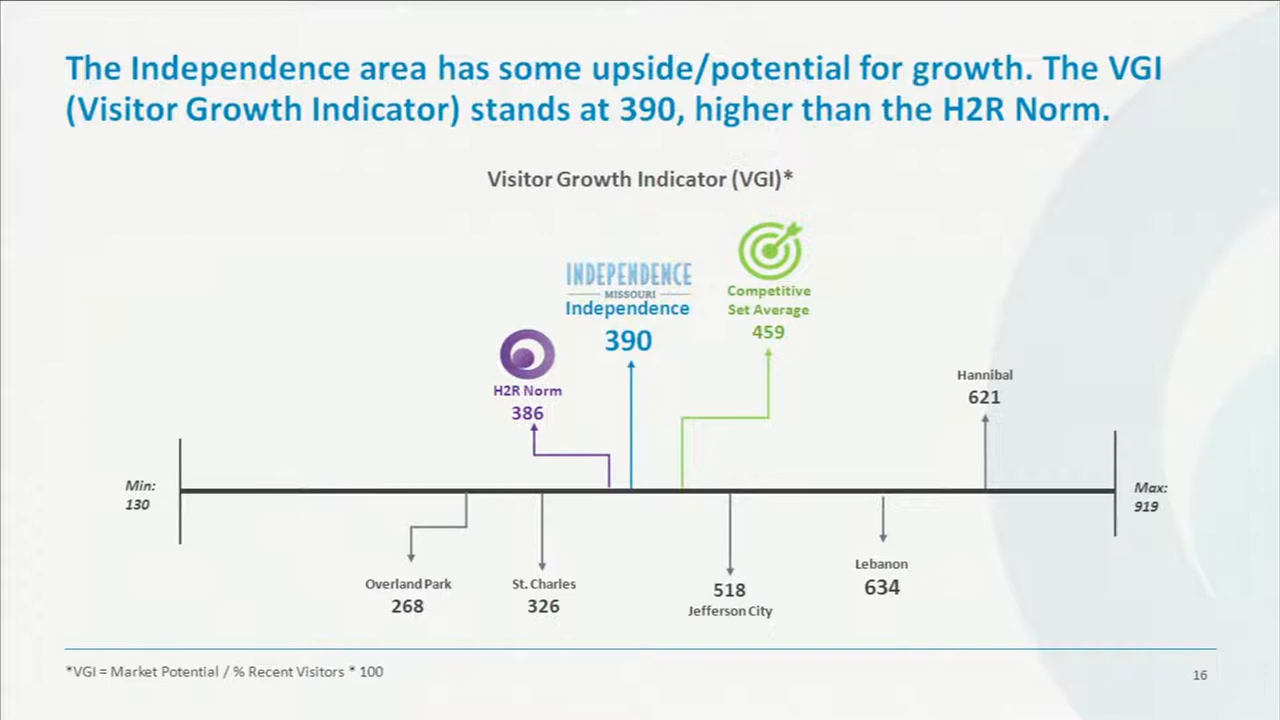 The Independence area has some upside/potential for growth. The VGI
(Visitor Growth Indicator) stands at 390, higher than the H2R Norm.
Visitor Growth Indicator (VGI)*
INDEPENDENCE
MISSOURI
Independence
390
Competitive
Set Average
459
H2R Norm
386
Hannibal
621
Min:
130
Max:
919
Overland Park
268
St. Charles
326
518
Jefferson City
Lebanon
634
*VGI = Market Potential / % Recent Visitors * 100
16